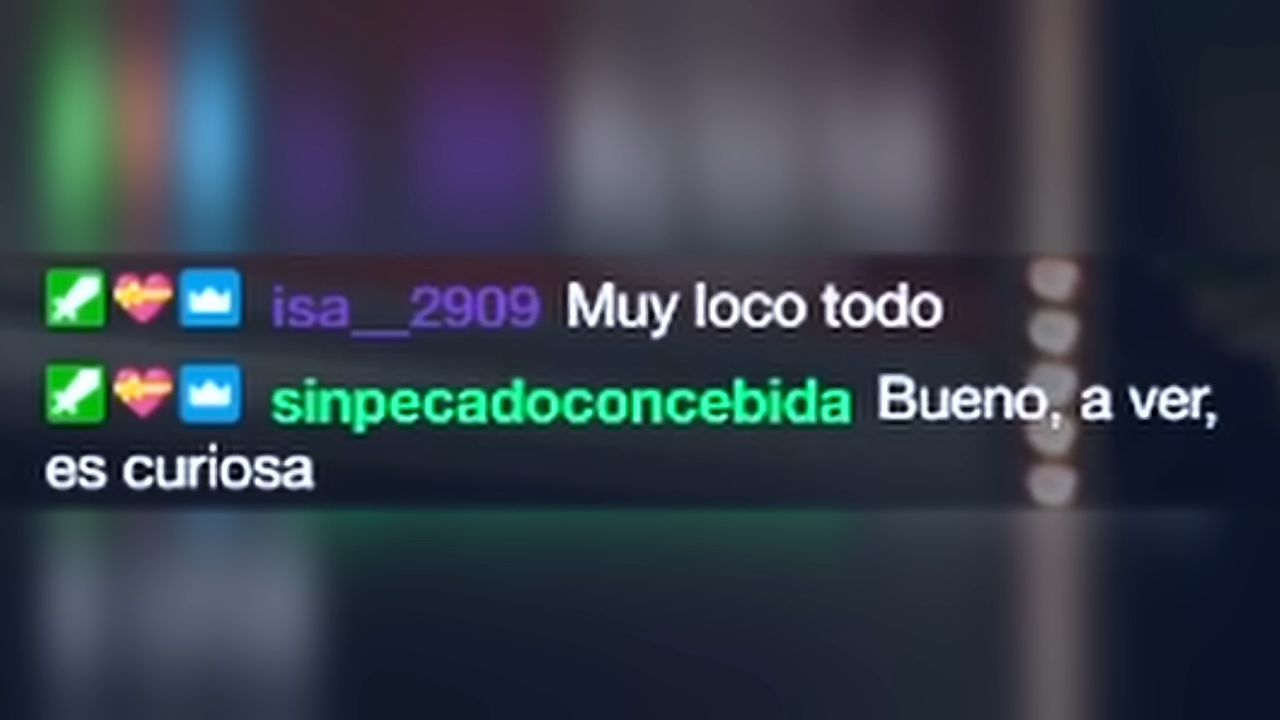 isa__2909 Muy loco todo
sinpecadoconcebida Bueno, a ver,
es curiosa